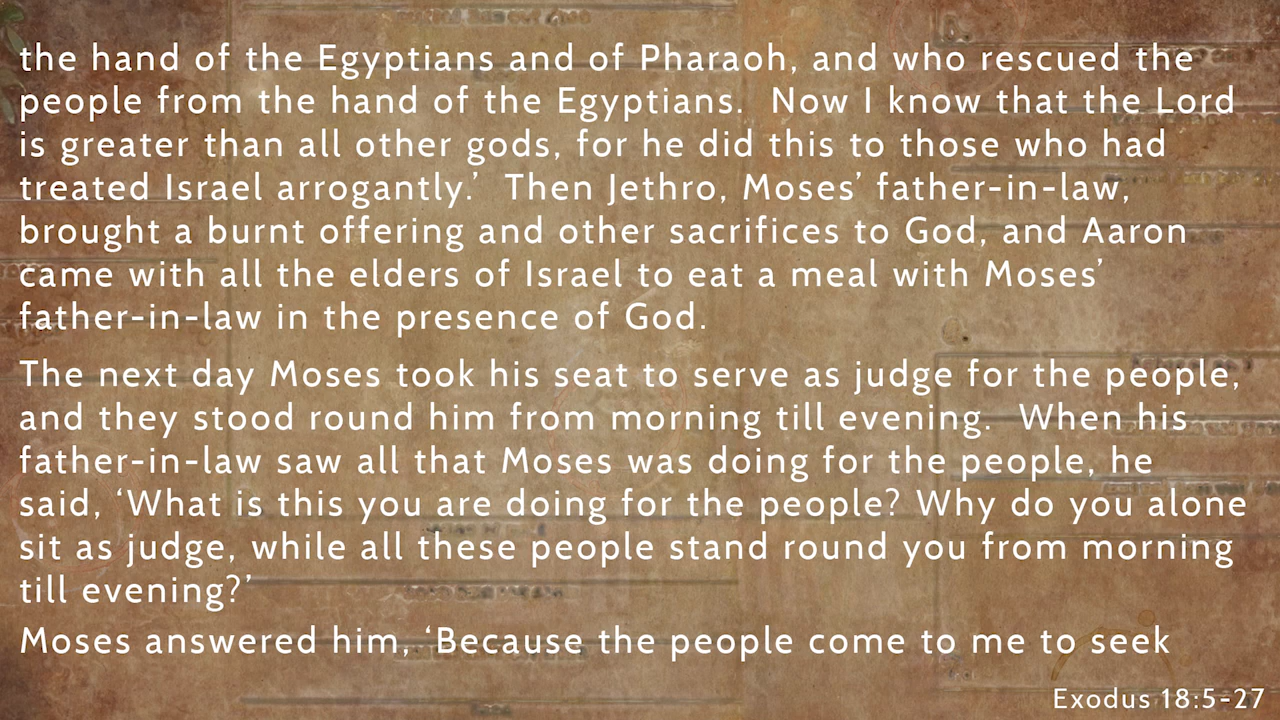 the hand of the Egyptians and of Pharaoh, and who rescued the
people from the hand of the Egyptians.  Now I know that the Lord
is greater than all other gods, for he did this to those who had
treated Israel arrogantly.’  Then Jethro, Moses’ father-in-law,
brought a burnt offering and other sacrifices to God, and Aaron
came with all the elders of Israel to eat a meal with Moses’
father-in-law in the presence of God.
The next day Moses took his seat to serve as judge for the people,
and they stood round him from morning till evening.  When his
father-in-law saw all that Moses was doing for the people, he
said, ‘What is this you are doing for the people? Why do you alone
sit as judge, while all these people stand round you from morning
till evening?’
Moses answered him, ‘Because the people come to me to seek
Exodus 18:5-27